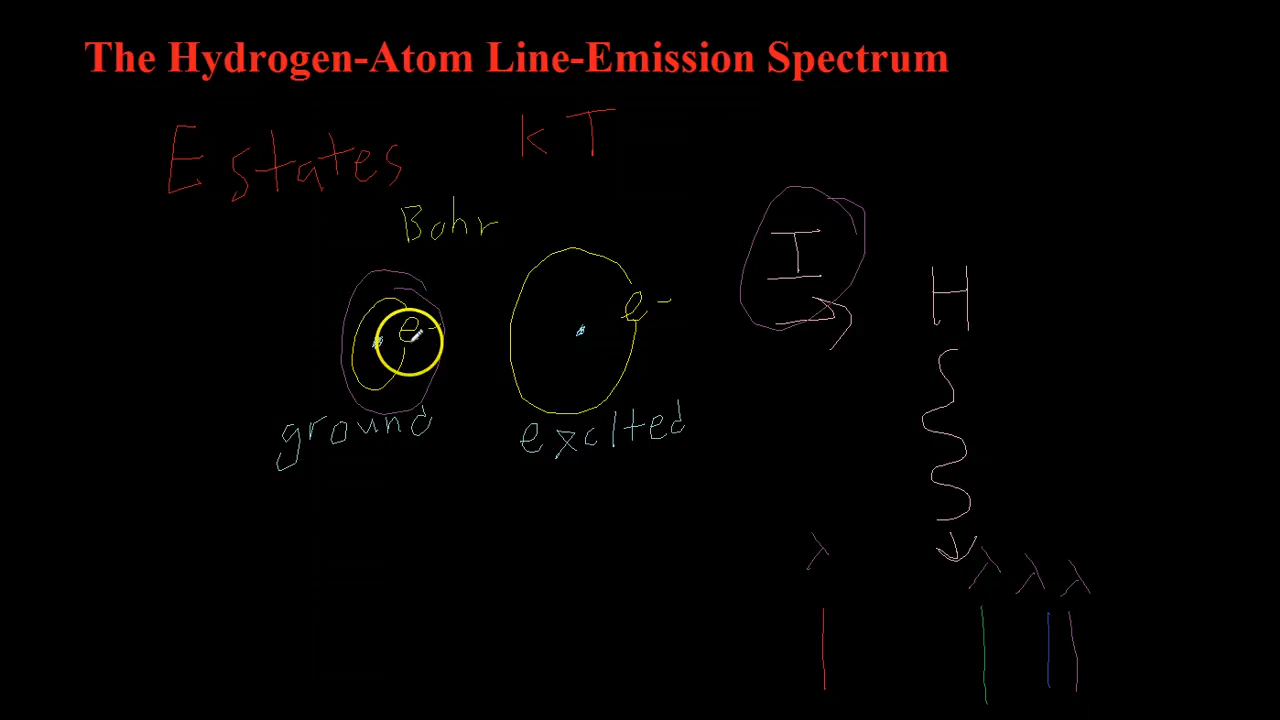 The Hydrogen-Atom Line-Emission Spectrum
E states kT
Bohr
e-
e-
I
H
ground
excited
λ λ λ λ